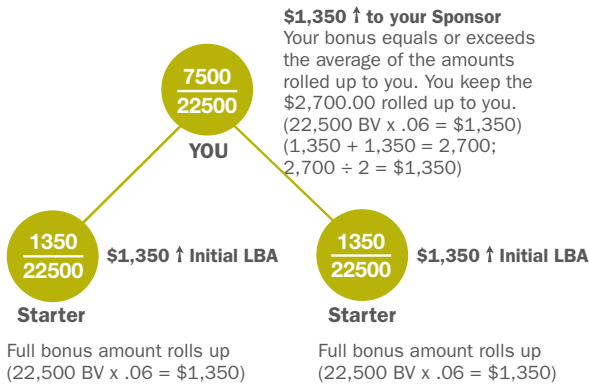 $1,350 ↑ to your Sponsor
Your bonus equals or exceeds
the average of the amounts
rolled up to you. You keep the
$2,700.00 rolled up to you.
(22,500 BV x .06 = $1,350)
(1,350 + 1,350 = 2,700;
2,700 ÷ 2 = $1,350)
7500
22500
YOU
1350
22500
$1,350 ↑ Initial LBA
Starter
Full bonus amount rolls up
(22,500 BV x .06 = $1,350)
1350
22500
$1,350 ↑ Initial LBA
Starter
Full bonus amount rolls up
(22,500 BV x .06 = $1,350)